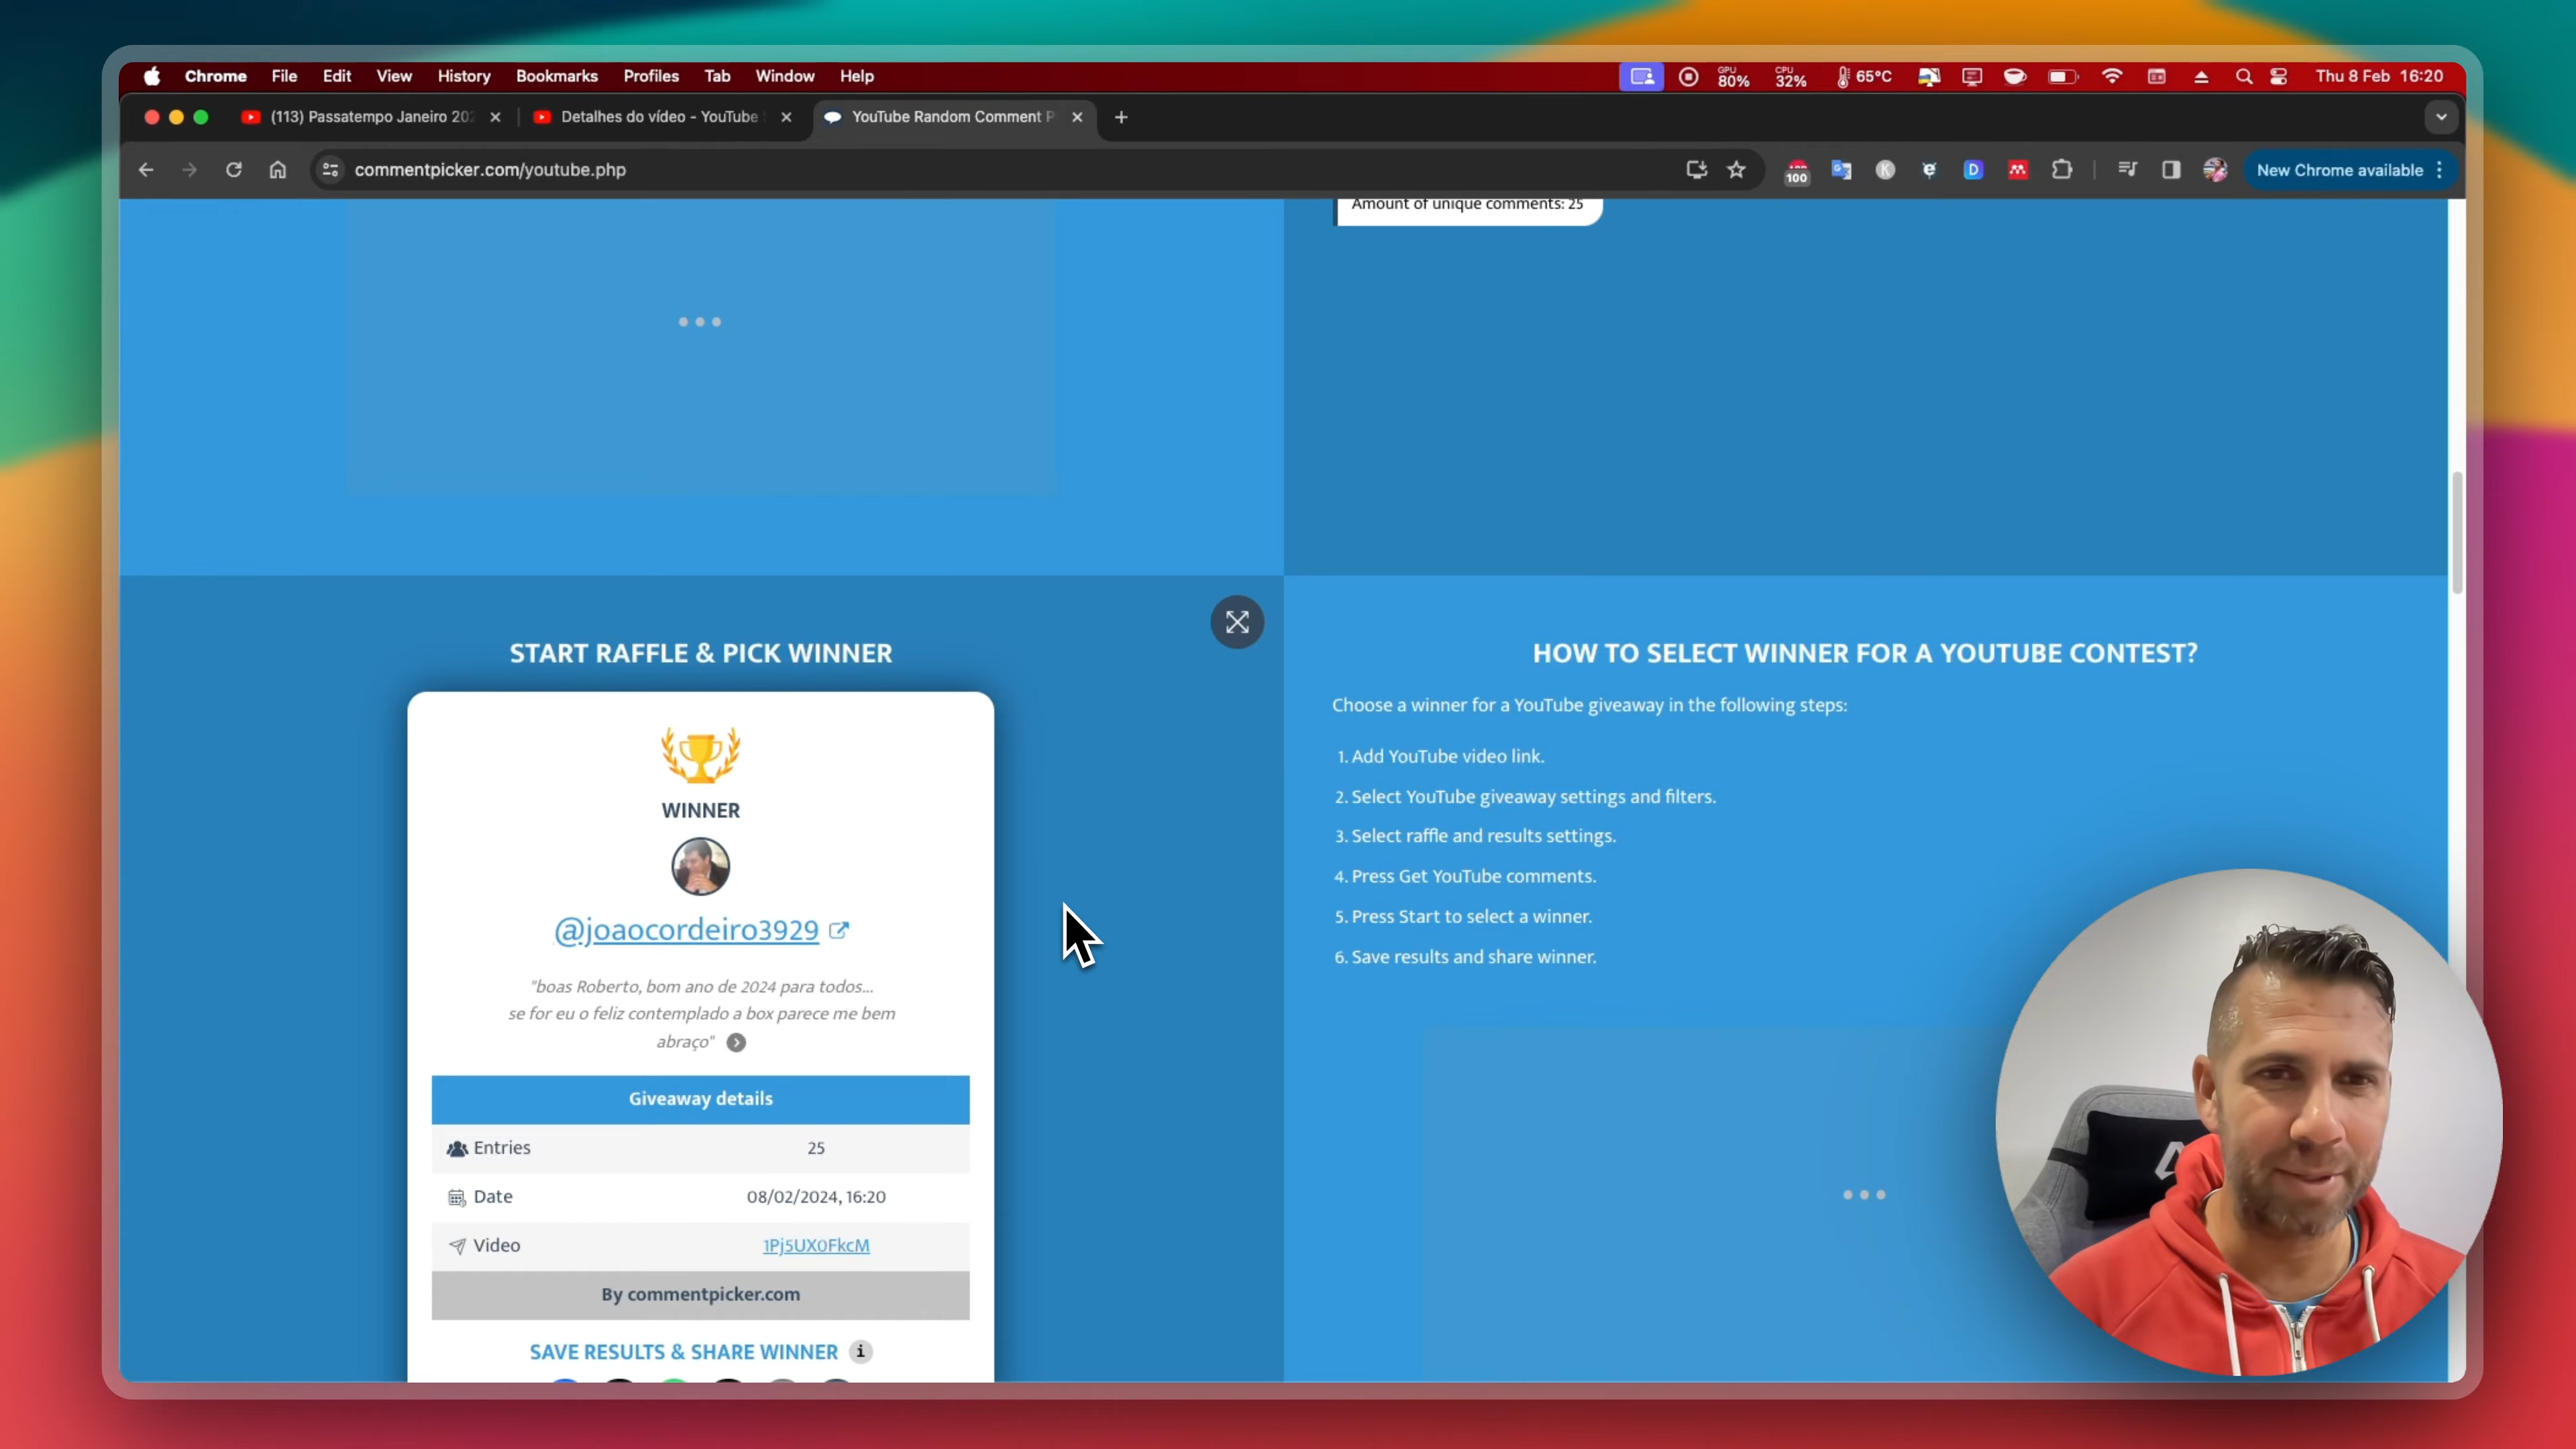 Chrome File Edit View History Bookmarks Profiles Tab Window Help
GPU 80% CPU 32% 65°C Thu 8 Feb 16:20
(113) Passatempo Janeiro 202
Detalhes do vídeo - YouTube
YouTube Random Comment P
commentpicker.com/youtube.php
100
New Chrome available
Amount of unique comments: 25
START RAFFLE & PICK WINNER
WINNER
@joaocordeiro3929
"boas Roberto, bom ano de 2024 para todos...
se for eu o feliz contemplado a box parece me bem
abraço"
Giveaway details
Entries 25
Date 08/02/2024, 16:20
Video 1Pj5UX0FkcM
By commentpicker.com
SAVE RESULTS & SHARE WINNER i
HOW TO SELECT WINNER FOR A YOUTUBE CONTEST?
Choose a winner for a YouTube giveaway in the following steps:
1. Add YouTube video link.
2. Select YouTube giveaway settings and filters.
3. Select raffle and results settings.
4. Press Get YouTube comments.
5. Press Start to select a winner.
6. Save results and share winner.